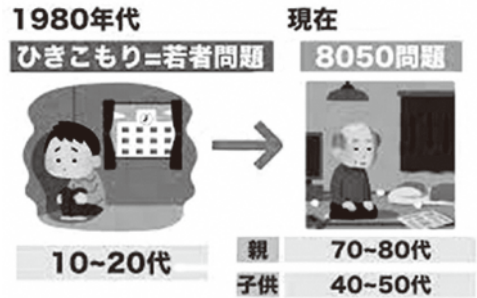 1980年代
ひきこもり=若者問題
10~20代
現在
8050問題
親 70~80代
子供 40~50代